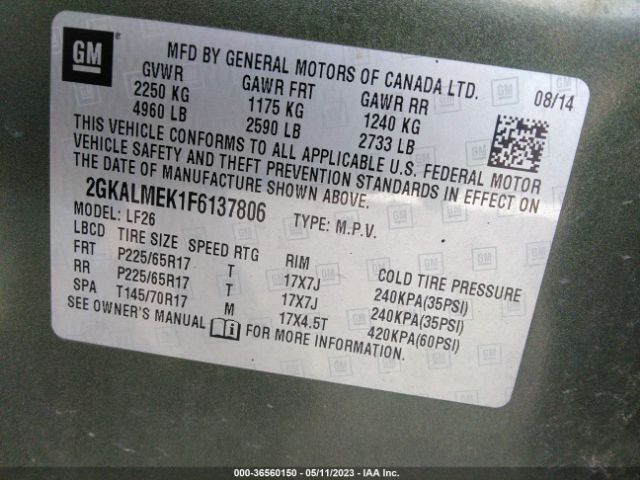 GM
MFD BY GENERAL MOTORS OF CANADA LTD.
GVWR GAWR FRT GAWR RR 08/14
2250 KG 1175 KG 1240 KG
4960 LB 2590 LB 2733 LB
THIS VEHICLE CONFORMS TO ALL APPLICABLE U.S. FEDERAL MOTOR
VEHICLE SAFETY AND THEFT PREVENTION STANDARDS IN EFFECT ON
THE DATE OF MANUFACTURE SHOWN ABOVE.
2GKALMEK1F6137806 TYPE: M.P.V.
MODEL: LF26
LBCD TIRE SIZE SPEED RTG RIM COLD TIRE PRESSURE
FRT P225/65R17 T 17X7J 240KPA(35PSI)
RR P225/65R17 T 17X7J 240KPA(35PSI)
SPA T145/70R17 M 17X4.5T 420KPA(60PSI)
SEE OWNER'S MANUAL FOR MORE INFORMATION.
000-36560150 - 05/11/2023 - IAA Inc.